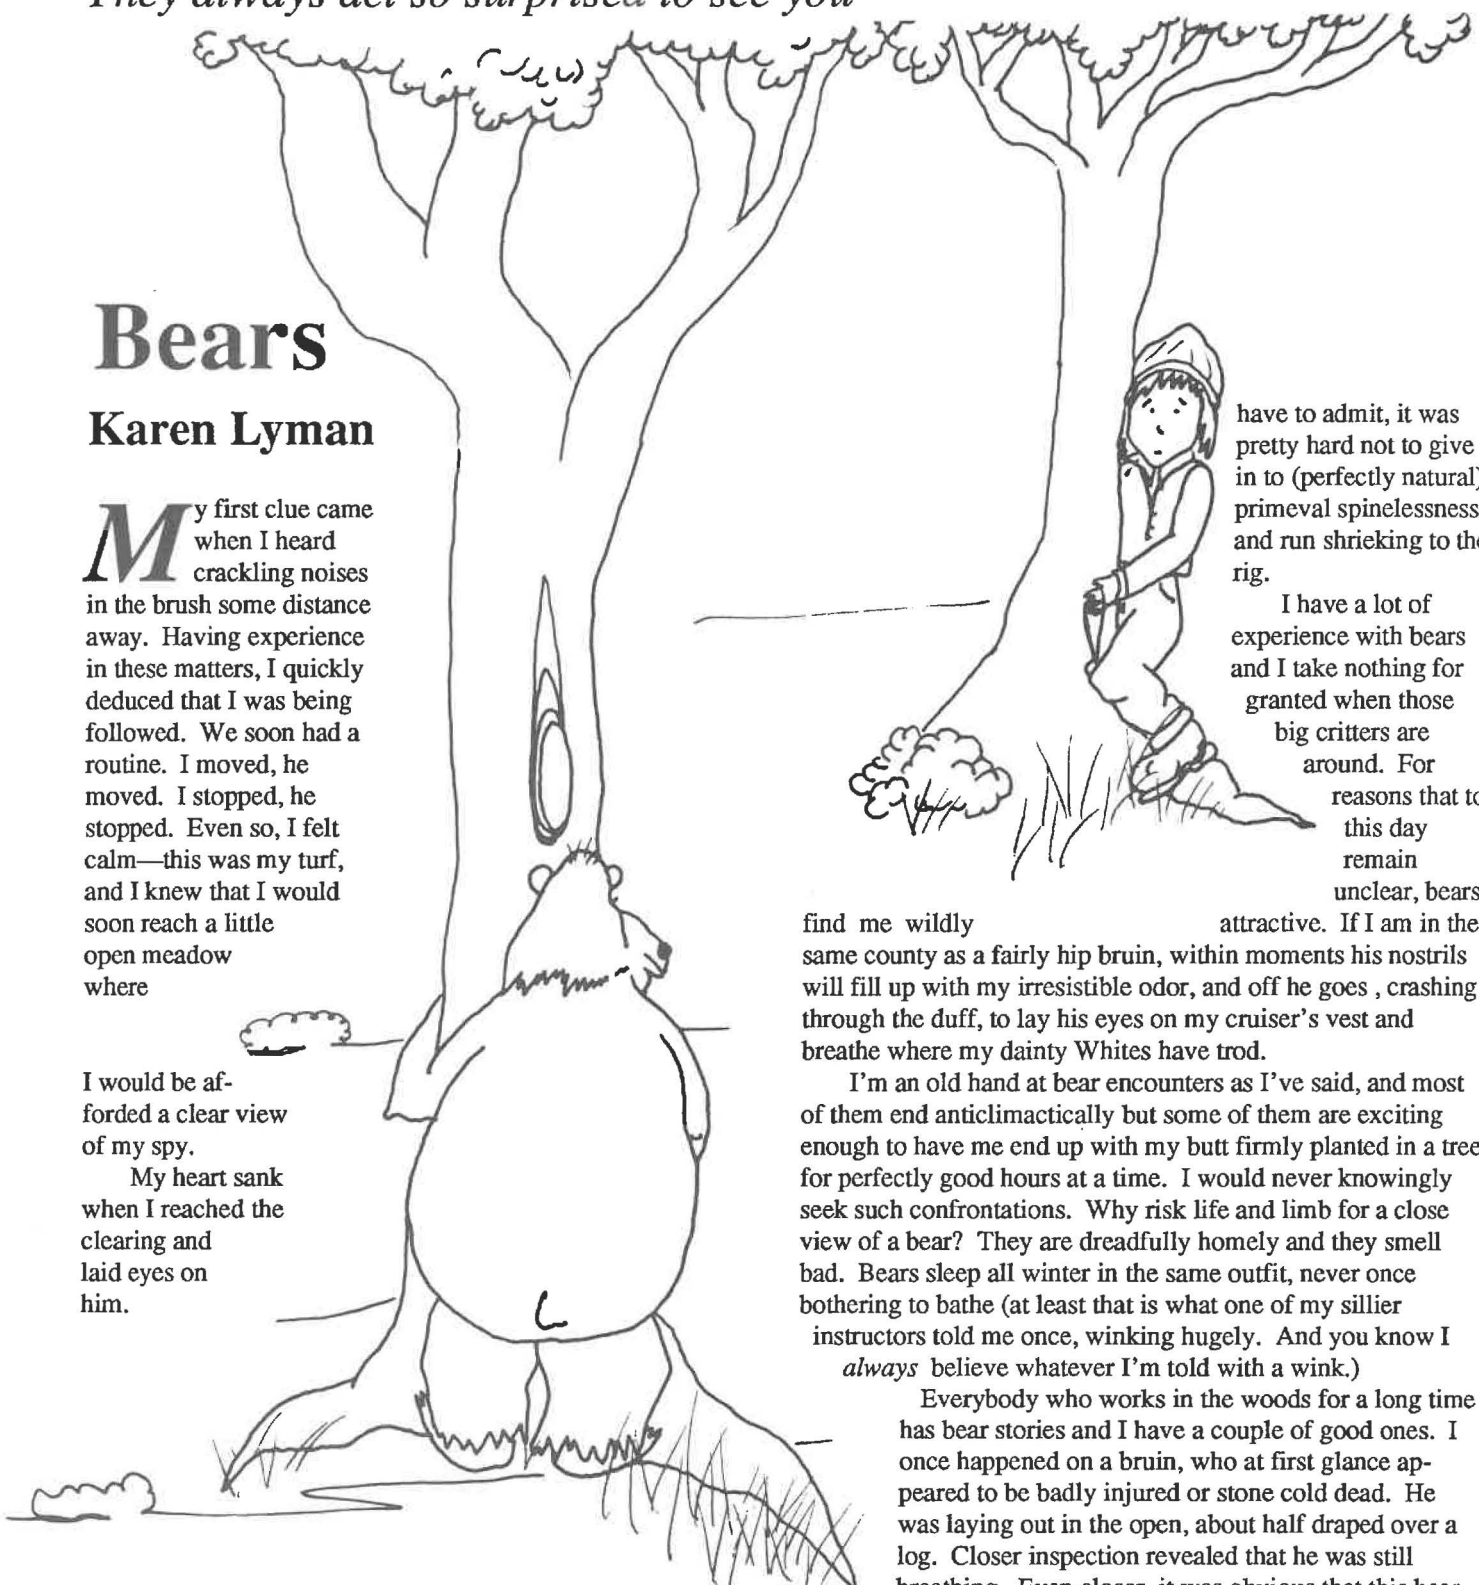 They always act so surprised to see you
Bears
Karen Lyman
My first clue came
when I heard
crackling noises
in the brush some distance
away. Having experience
in these matters, I quickly
deduced that I was being
followed. We soon had a
routine. I moved, he
moved. I stopped, he
stopped. Even so, I felt
calm—this was my turf,
and I knew that I would
soon reach a little
open meadow
where
I would be af-
forded a clear view
of my spy.
My heart sank
when I reached the
clearing and
laid eyes on
him.
have to admit, it was
pretty hard not to give
in to (perfectly natural)
primeval spinelessness
and run shrieking to the
rig.
I have a lot of
experience with bears
and I take nothing for
granted when those
big critters are
around. For
reasons that to
this day
remain
unclear, bears
find me wildly attractive. If I am in the
same county as a fairly hip bruin, within moments his nostrils
will fill up with my irresistible odor, and off he goes , crashing
through the duff, to lay his eyes on my cruiser's vest and
breathe where my dainty Whites have trod.
I'm an old hand at bear encounters as I've said, and most
of them end anticlimactically but some of them are exciting
enough to have me end up with my butt firmly planted in a tree
for perfectly good hours at a time. I would never knowingly
seek such confrontations. Why risk life and limb for a close
view of a bear? They are dreadfully homely and they smell
bad. Bears sleep all winter in the same outfit, never once
bothering to bathe (at least that is what one of my sillier
instructors told me once, winking hugely. And you know I
always believe whatever I'm told with a wink.)
Everybody who works in the woods for a long time
has bear stories and I have a couple of good ones. I
once happened on a bruin, who at first glance ap-
peared to be badly injured or stone cold dead. He
was laying out in the open, about half draped over a
log. Closer inspection revealed that he was still
breathing. Even closer, it was obvious that this bear